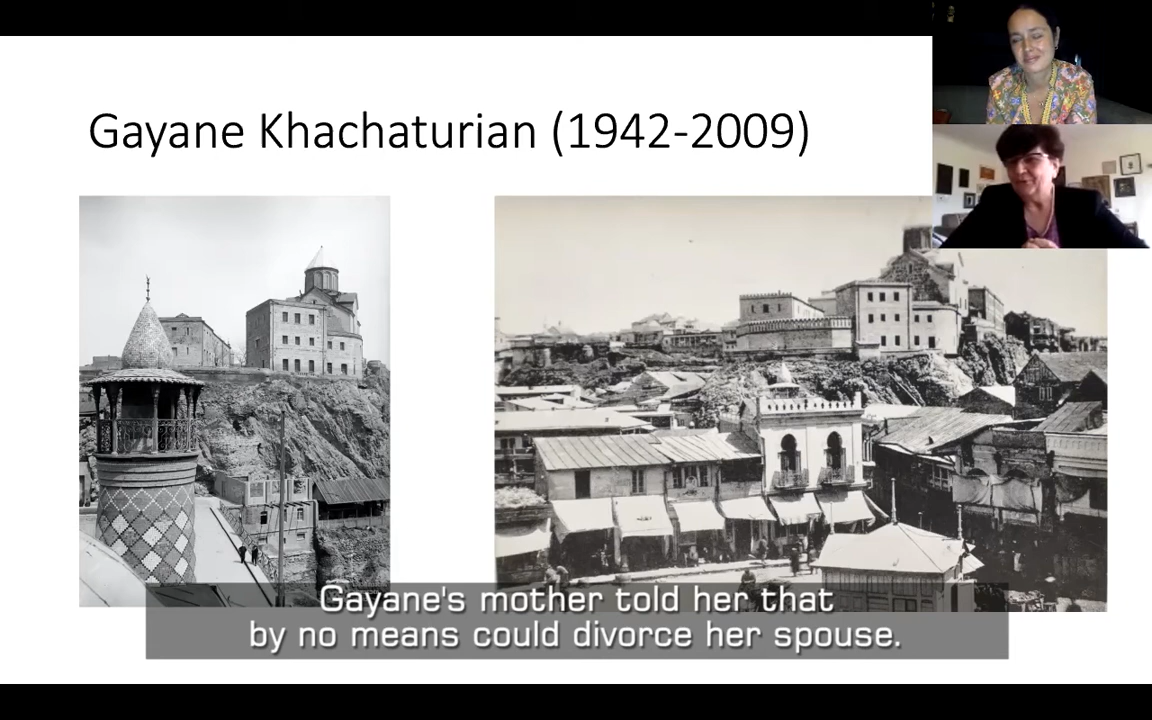 Gayane Khachaturian (1942-2009)
Gayane's mother told her that
by no means could divorce her spouse.